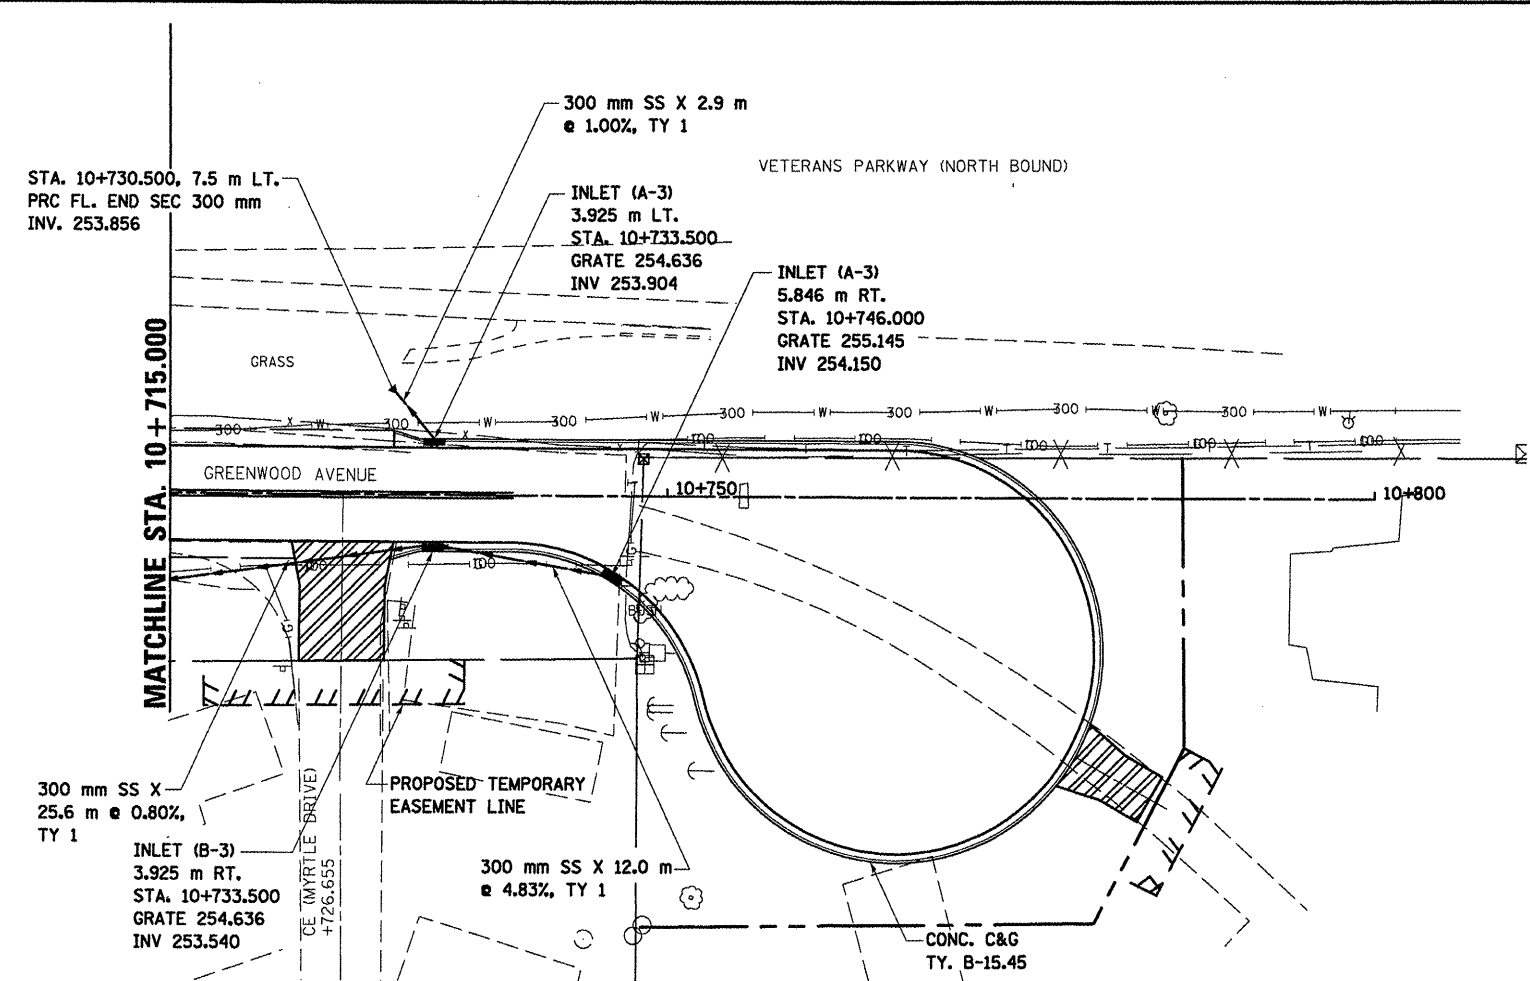 300 mm SS X 2.9 m
@ 1.00%, TY 1
VETERANS PARKWAY (NORTH BOUND)
STA. 10+730.500, 7.5 m LT.
PRC FL. END SEC 300 mm
INV. 253.856
INLET (A-3)
3.925 m LT.
STA. 10+733.500
GRATE 254.636
INV 253.904
INLET (A-3)
5.846 m RT.
STA. 10+746.000
GRATE 255.145
INV 254.150
MATCHLINE STA. 10+715.000
GRASS
300 W 300 W 300 W 300 W 300 W 300 W 300 W
GREENWOOD AVENUE
10+750
10+800
100
PROPOSED TEMPORARY
EASEMENT LINE
300 mm SS X
25.6 m @ 0.80%,
TY 1
INLET (B-3)
3.925 m RT.
STA. 10+733.500
GRATE 254.636
INV 253.540
CE (MYRTLE DRIVE)
+726.655
300 mm SS X 12.0 m
@ 4.83%, TY 1
CONC. C&G
TY. B-15.45